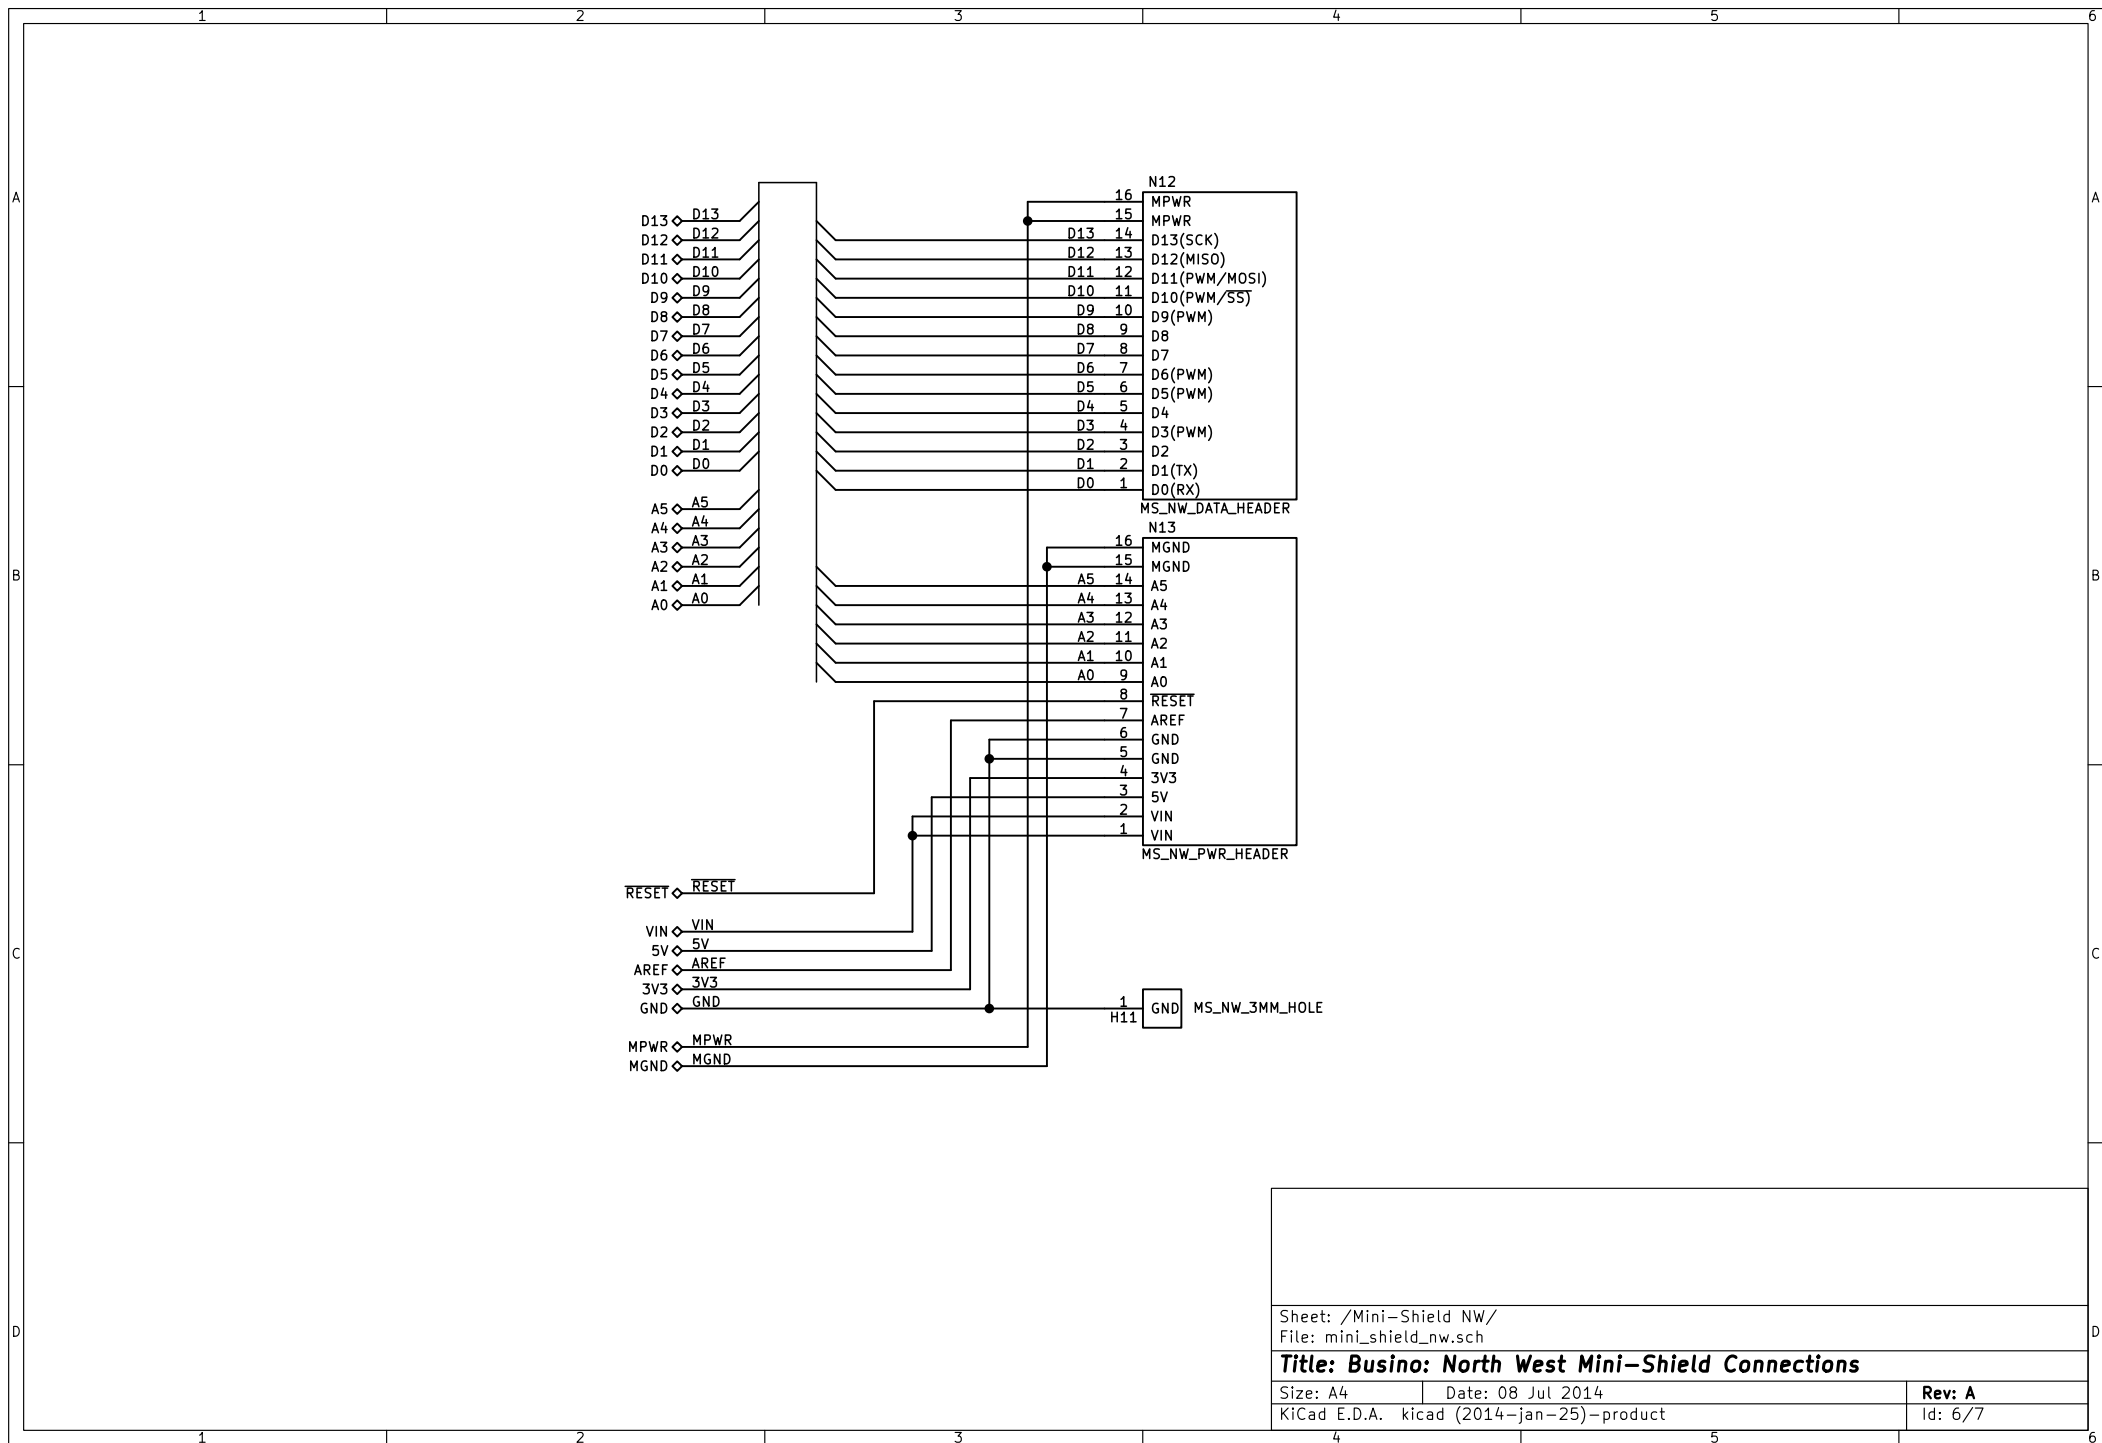 1 2 3 4 5 6
N12
16 MPWR
A A
15 MPWR
D13 D13
D13 14 D13(SCK)
D12 D12
D12 13 D12(MISO)
D11 D11
D11 12 D11(PWM/MOSI)
D10 D10
D10 11 D10(PWM/SS)
D9 D9
D9 10 D9(PWM)
D8 D8
D8 9 D8
D7 D7
D7 8 D7
D6 D6
D6 7 D6(PWM)
D5 D5
D5 6 D5(PWM)
D4 D4
D4 5 D4
D3 D3
D3 4 D3(PWM)
D2 D2
D2 3 D2
D1 D1
D1 2 D1(TX)
D0 D0
D0 1 D0(RX)
MS_NW_DATA_HEADER
A5 A5
A4 A4
A3 A3
A2 A2
A1 A1
A0 A0
N13
16 MGND
15 MGND
B B
A5 14 A5
A4 13 A4
A3 12 A3
A2 11 A2
A1 10 A1
A0 9 A0
8 RESET
7 AREF
6 GND
5 GND
4 3V3
3 5V
2 VIN
1 VIN
MS_NW_PWR_HEADER
RESET RESET
VIN VIN
5V 5V
C C
AREF AREF
3V3 3V3
GND GND
1 GND MS_NW_3MM_HOLE
H11
MPWR MPWR
MGND MGND
Sheet: /Mini-Shield NW/
File: mini_shield_nw.sch
D D
Title: Busino: North West Mini-Shield Connections
Size: A4 Date: 08 Jul 2014 Rev: A
KiCad E.D.A. kicad (2014-jan-25)-product Id: 6/7
1 2 3 4 5 6